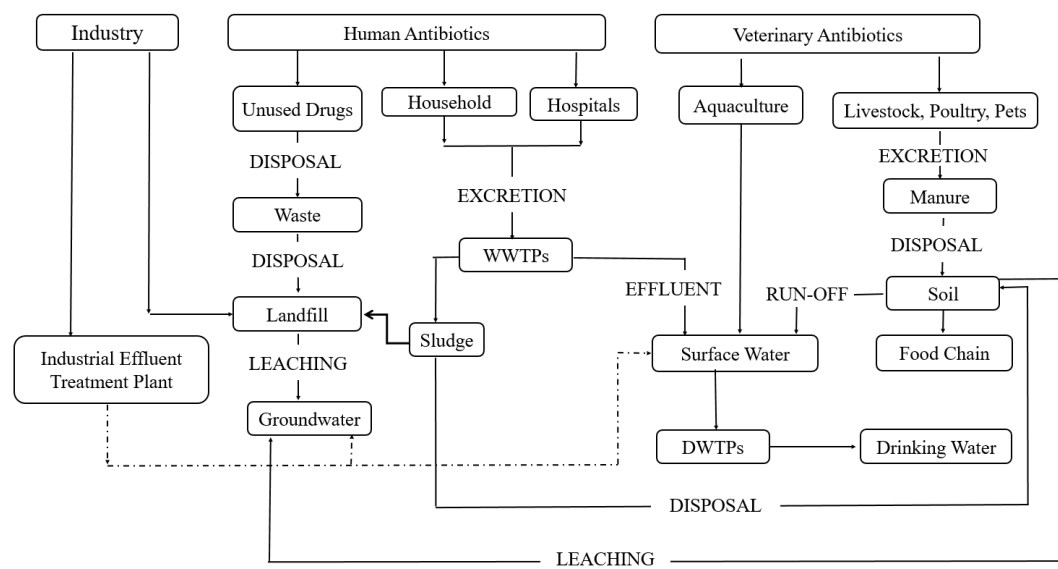 Industry
Human Antibiotics
Veterinary Antibiotics
Unused Drugs
Household
Hospitals
Aquaculture
Livestock, Poultry, Pets
DISPOSAL
EXCRETION
EXCRETION
Waste
Manure
DISPOSAL
WWTPs
DISPOSAL
EFFLUENT
RUN-OFF
Soil
Landfill
Sludge
Industrial Effluent
Treatment Plant
LEACHING
Surface Water
Food Chain
Groundwater
DWTPs
Drinking Water
DISPOSAL
LEACHING